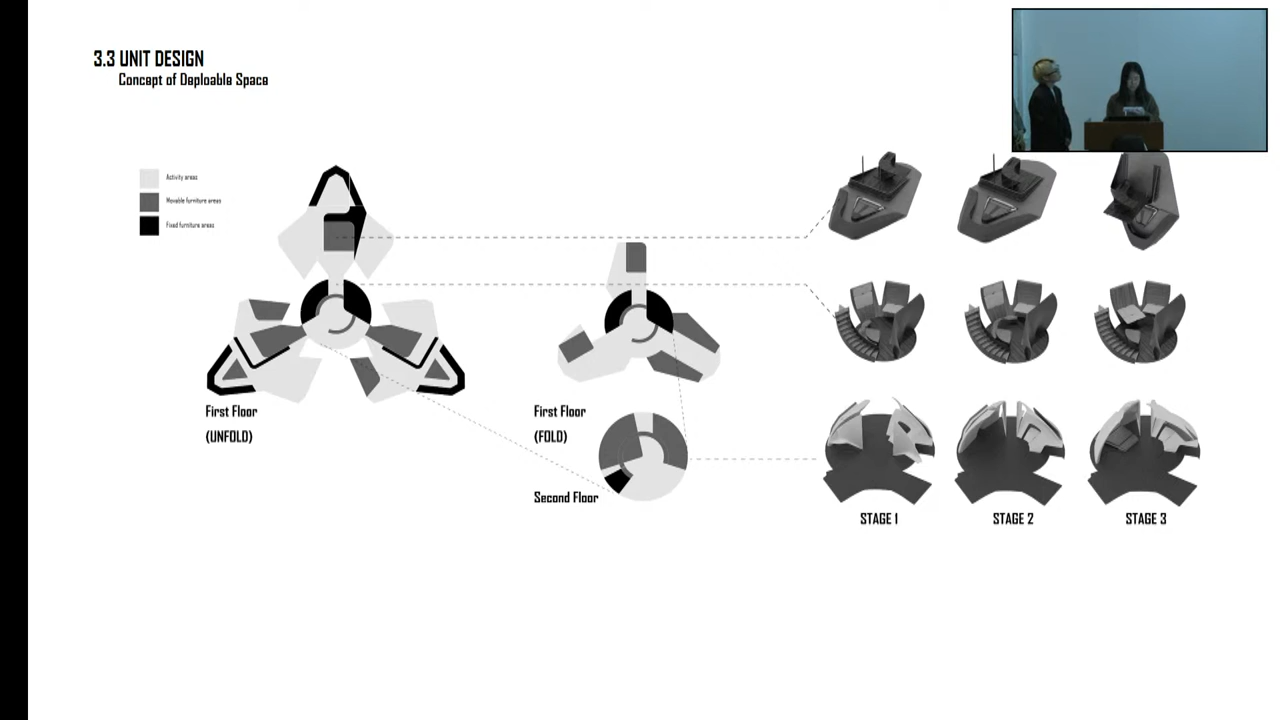 3.3 UNIT DESIGN
Concept of Deploable Space
Activity areas
Movable furniture areas
Fixed furniture areas
First Floor
(UNFOLD)
First Floor
(FOLD)
Second Floor
STAGE 1
STAGE 2
STAGE 3